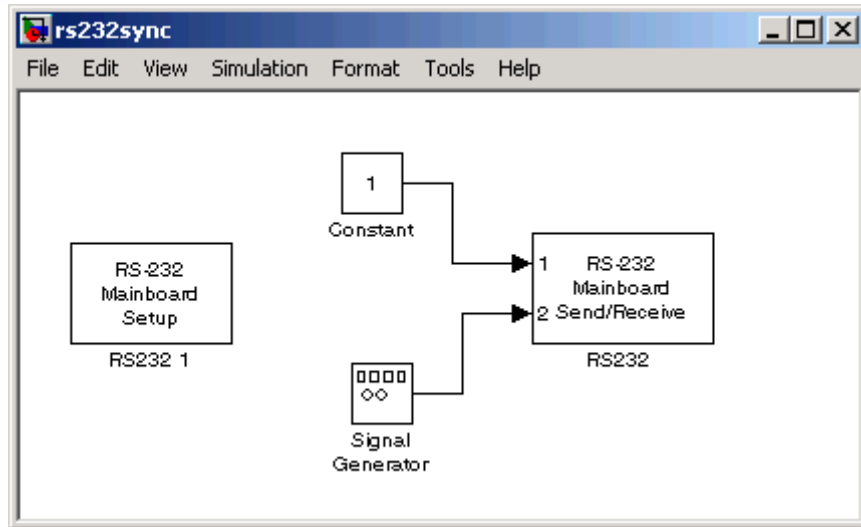 rs232sync
File Edit View Simulation Format Tools Help
1
Constant
RS-232
Mainboard
Setup
RS232 1
1 RS-232
Mainboard
2 Send/Receive
RS232
Signal
Generator